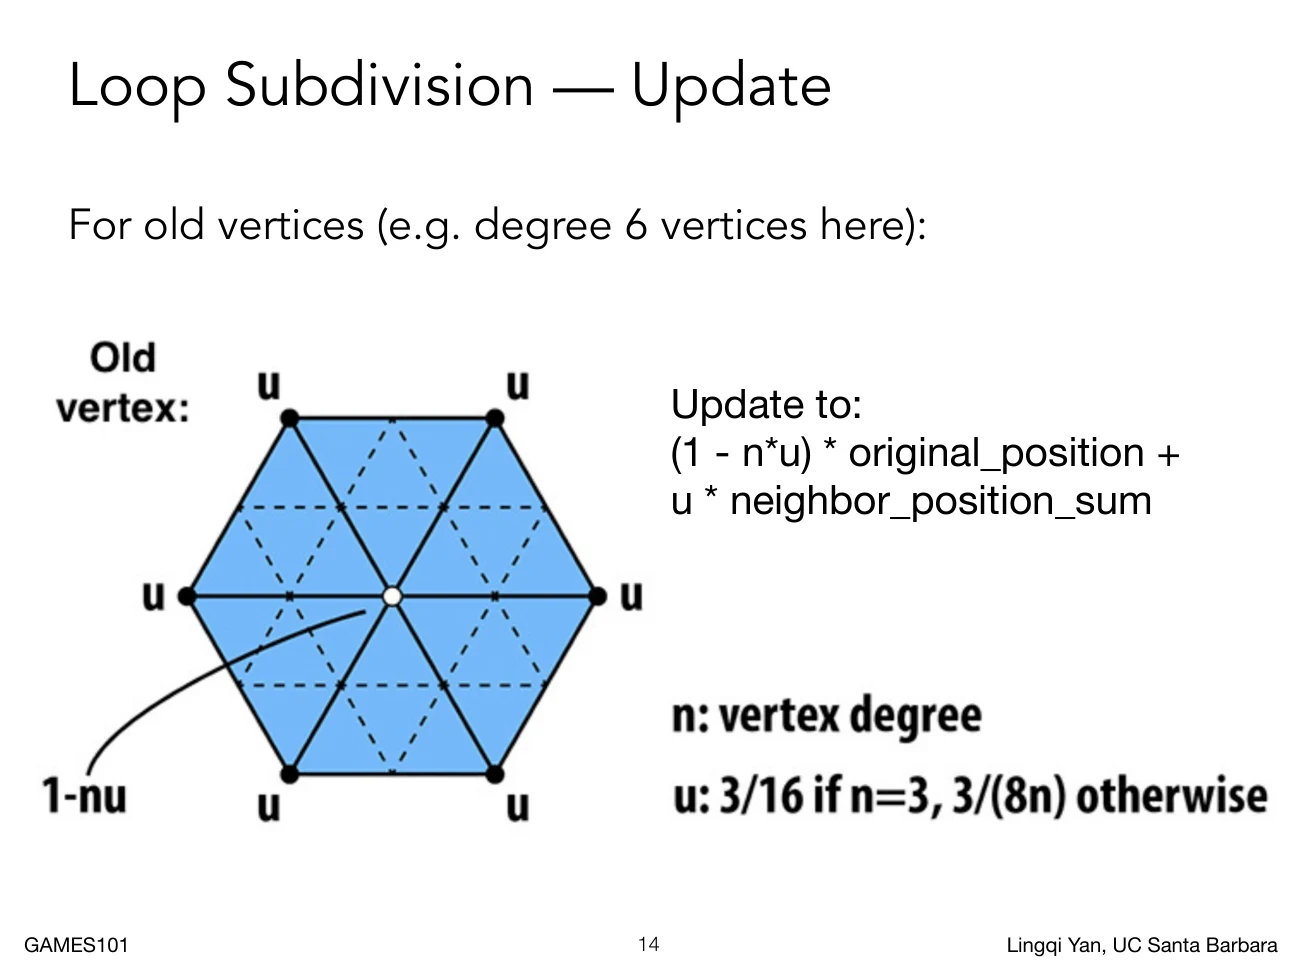 Loop Subdivision — Update
For old vertices (e.g. degree 6 vertices here):
Old
vertex:
u
u
u
u
1-nu
u
u
Update to:
(1 - n*u) * original_position +
u * neighbor_position_sum
n: vertex degree
u: 3/16 if n=3, 3/(8n) otherwise
GAMES101
14
Lingqi Yan, UC Santa Barbara